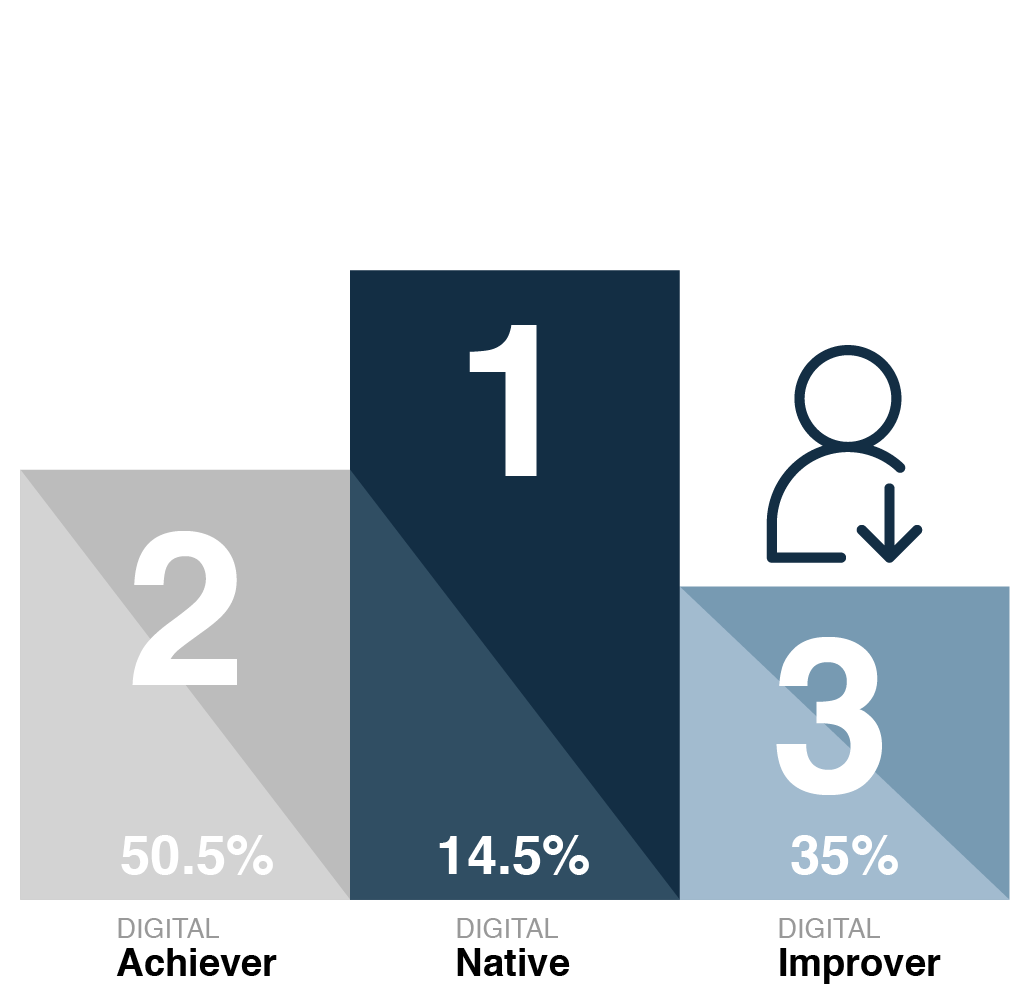 1
2
3
50.5%
14.5%
35%
DIGITAL
Achiever
DIGITAL
Native
DIGITAL
Improver